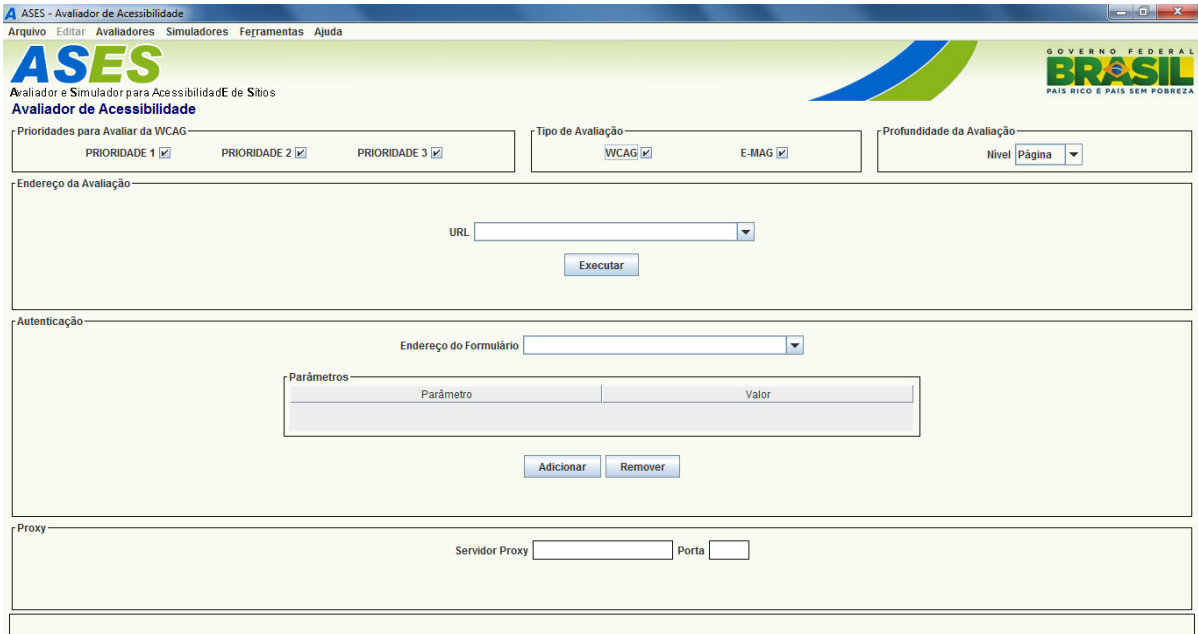 ASES - Avaliador de Acessibilidade
Arquivo Editar Avaliadores Simuladores Ferramentas Ajuda
ASES
Avaliador e Simulador para AcessibilidadE de Sítios
GOVERNO FEDERAL
BRASIL
PAÍS RICO É PAÍS SEM POBREZA
Avaliador de Acessibilidade
Prioridades para Avaliar da WCAG
PRIORIDADE 1 PRIORIDADE 2 PRIORIDADE 3
Tipo de Avaliação
WCAG E-MAG
Profundidade da Avaliação
Nível Página
Endereço da Avaliação
URL
Executar
Autenticação
Endereço do Formulário
Parâmetros
Parâmetro Valor
Adicionar Remover
Proxy
Servidor Proxy Porta